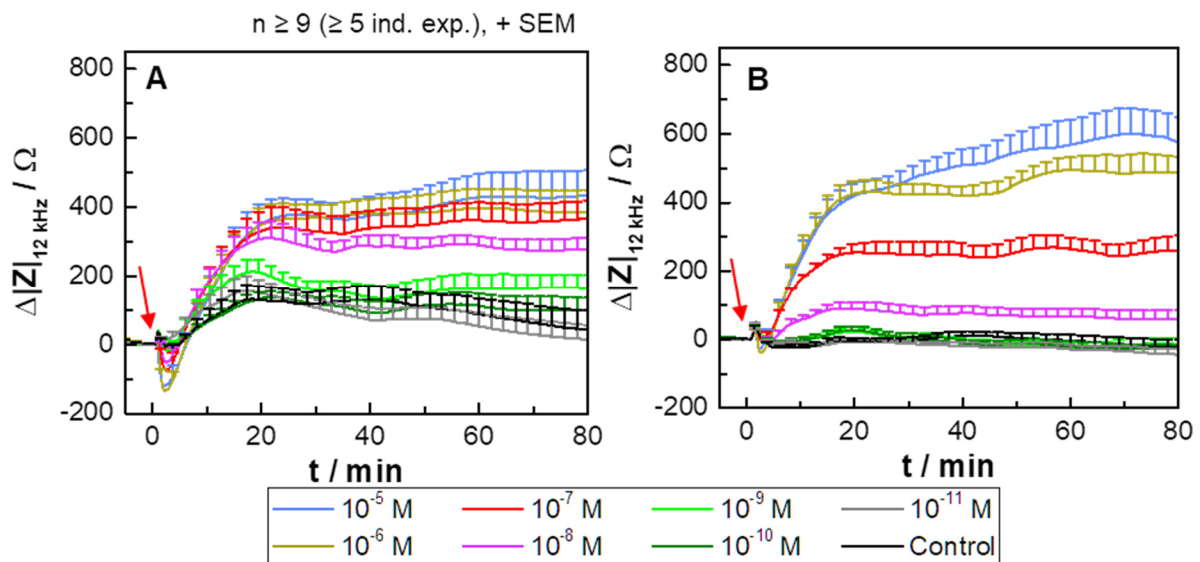 n ≥ 9 (≥ 5 ind. exp.), + SEM
A
800
600
400
200
0
-200
Δ|Z|12 kHz / Ω
0 20 40 60 80
t / min
B
800
600
400
200
0
-200
Δ|Z|12 kHz / Ω
0 20 40 60 80
t / min
10⁻⁵ M 10⁻⁷ M 10⁻⁹ M 10⁻¹¹ M
10⁻⁶ M 10⁻⁸ M 10⁻¹⁰ M Control